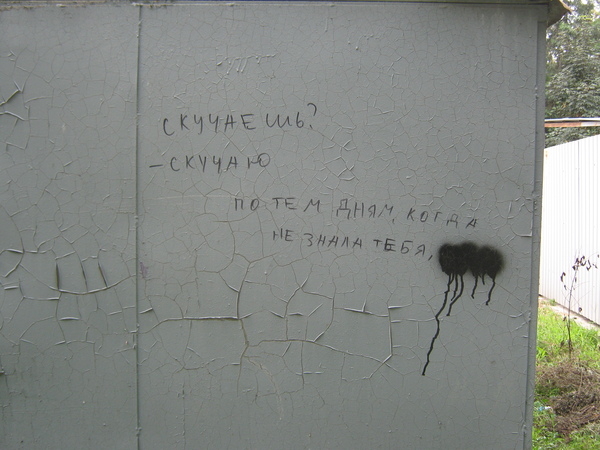 СКУЧАЕШЬ?
-СКУЧАЮ
ПО ТЕМ ДНЯМ, КОГДА
НЕ ЗНАЛА ТЕБЯ,